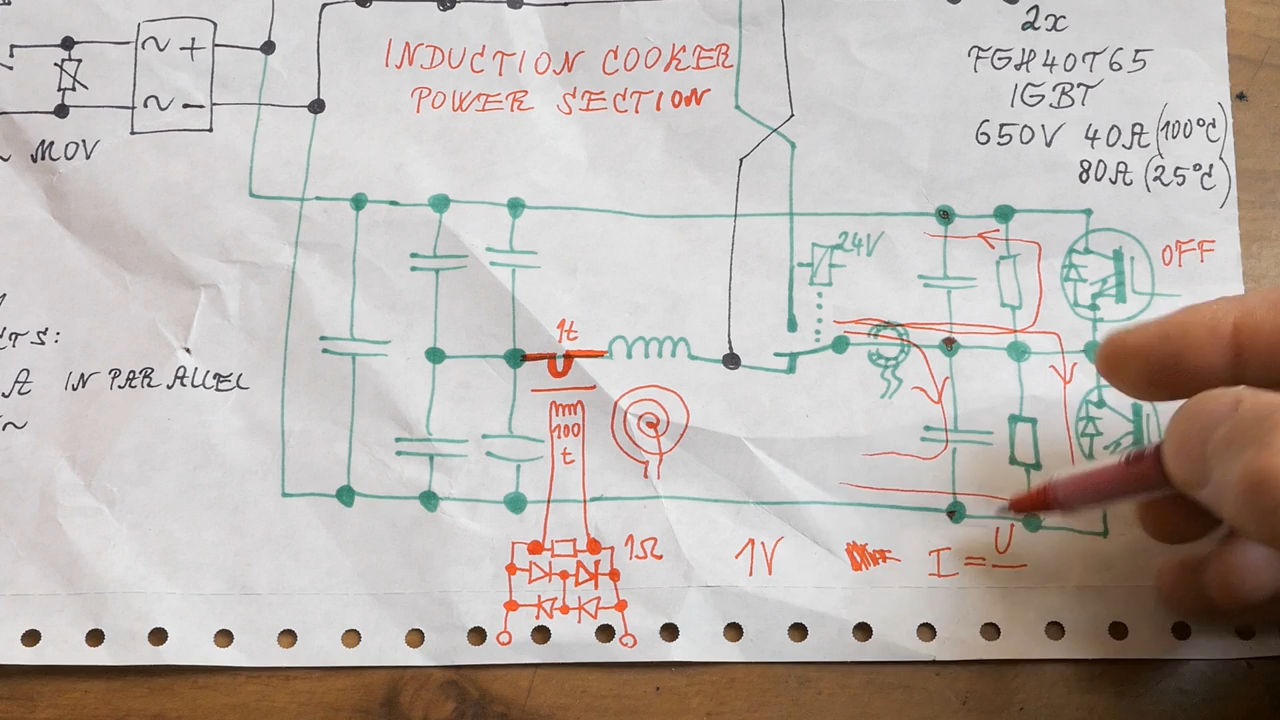 INDUCTION COOKER
POWER SECTION
2x
FGH40T65
IGBT
650V 40A (100°C)
80A (25°C)
~ +
~ -
MOV
24V
OFF
CTS:
A IN PARALLEL
~
1t
100
t
1Ω
1V
I = U